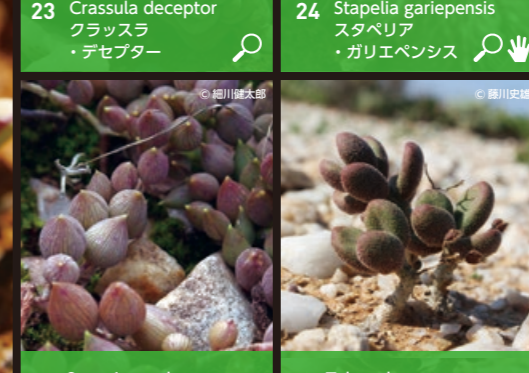 23 Crassula deceptor
クラッスラ
・デセプター
24 Stapelia gariepensis
スタペリア
・ガリエペンシス
© 細川健太郎
© 藤川史雄